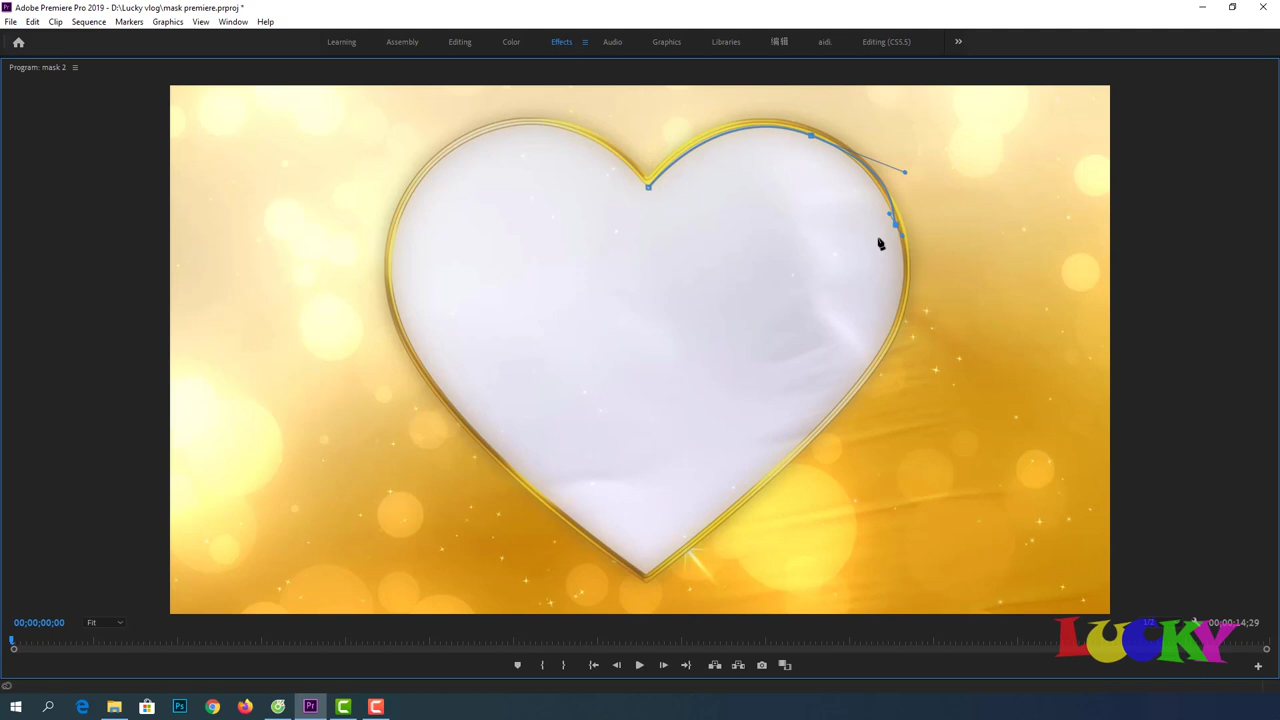 Adobe Premiere Pro 2019 - D:\Lucky vlog\mask premiere.prproj *
File Edit Clip Sequence Markers Graphics View Window Help
Learning Assembly Editing Color Effects Audio Graphics Libraries 编辑 aidi. Editing (CS5.5)
Program: mask 2
00;00;00;00 Fit 1/2 00;00;14;29
LUCKY